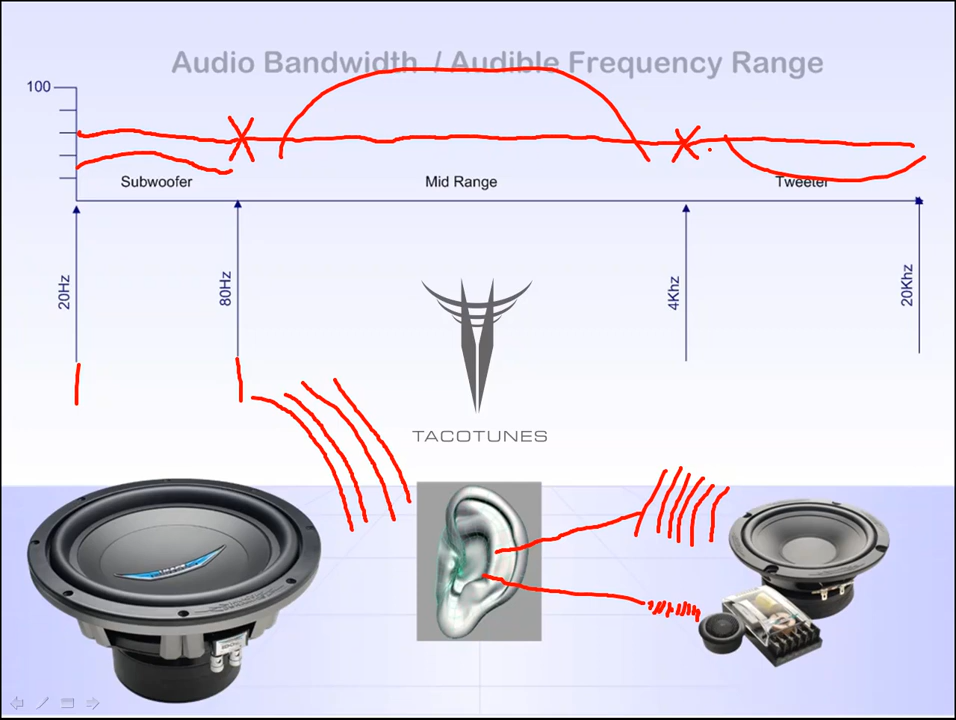 Audio Bandwidth / Audible Frequency Range
100
Subwoofer
Mid Range
Tweeter
20Hz
80Hz
4Khz
20Khz
TACOTUNES